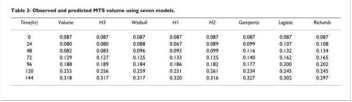 Table 3: Observed and predicted MTS volume using seven models.
Time(hr) Volume H3 Weibull H1 H2 Gompertz Logistic Richards
0 0.087 0.087 0.087 0.087 0.087 0.087 0.087 0.087
24 0.080 0.080 0.088 0.067 0.089 0.099 0.107 0.108
48 0.082 0.083 0.096 0.093 0.099 0.116 0.132 0.134
72 0.129 0.127 0.125 0.133 0.125 0.140 0.162 0.165
96 0.188 0.189 0.184 0.186 0.182 0.177 0.200 0.202
120 0.255 0.256 0.259 0.251 0.261 0.234 0.245 0.245
144 0.318 0.317 0.317 0.320 0.316 0.327 0.302 0.297